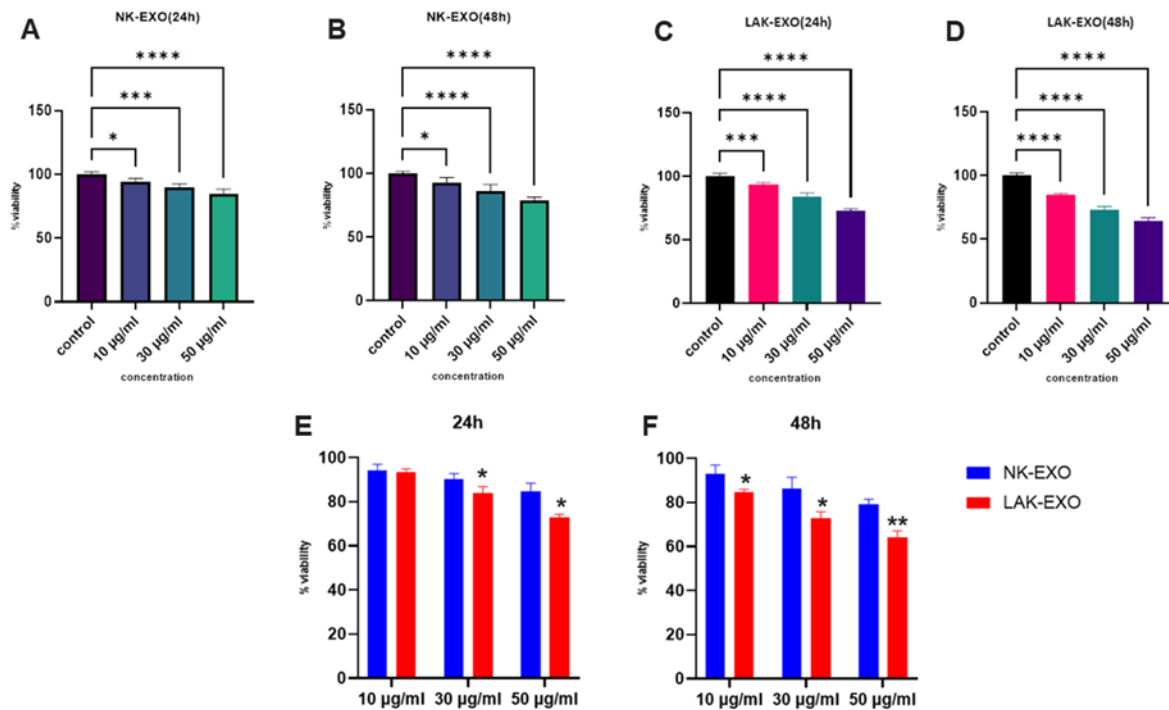 A
NK-EXO(24h)
****
***
*
150
100
50
0
% viability
control
10 µg/ml
30 µg/ml
50 µg/ml
concentration
B
NK-EXO(48h)
****
****
*
150
100
50
0
% viability
control
10 µg/ml
30 µg/ml
50 µg/ml
concentration
C
LAK-EXO(24h)
****
****
***
150
100
50
0
% viability
control
10 µg/ml
30 µg/ml
50 µg/ml
concentration
D
LAK-EXO(48h)
****
****
****
150
100
50
0
% viability
control
10 µg/ml
30 µg/ml
50 µg/ml
concentration
E
24h
100
80
60
40
20
0
% viability
*
*
10 µg/ml
30 µg/ml
50 µg/ml
F
48h
100
80
60
40
20
0
% viability
*
*
**
10 µg/ml
30 µg/ml
50 µg/ml
NK-EXO
LAK-EXO